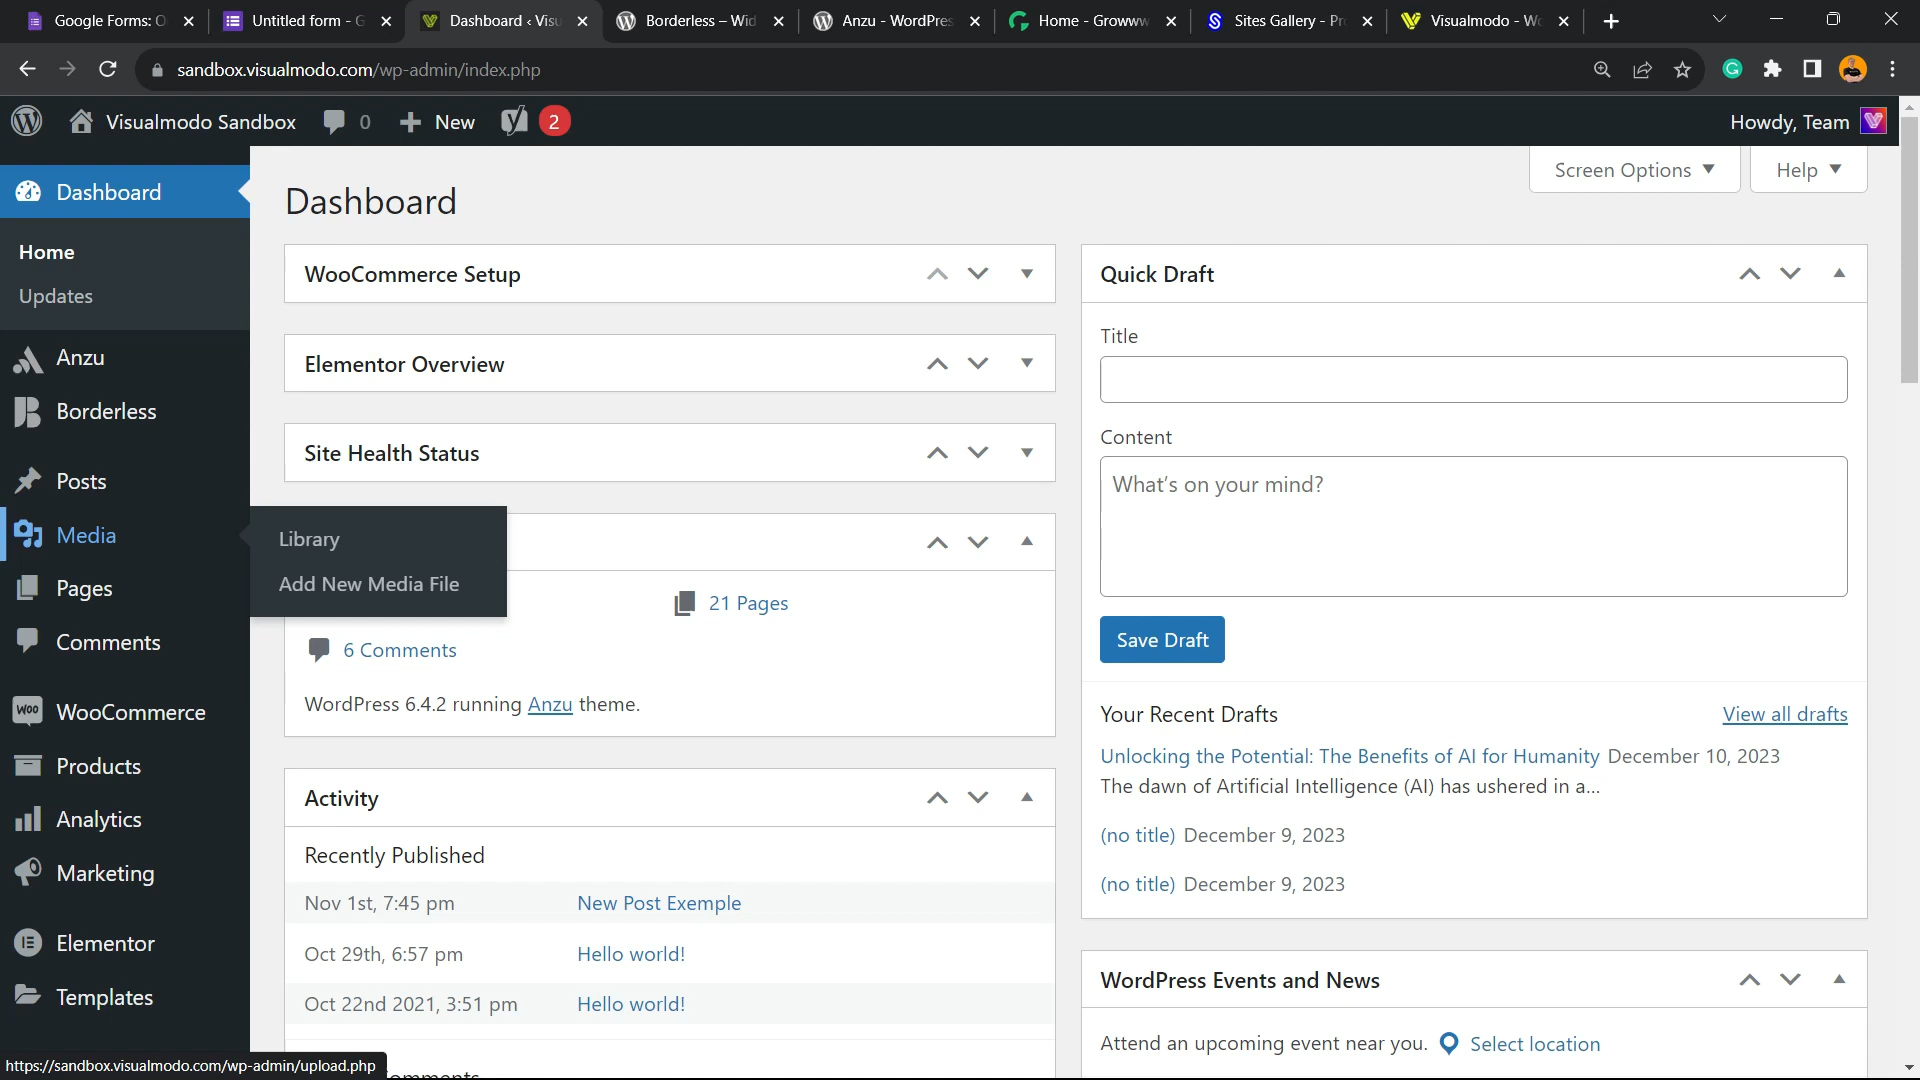 Google Forms: O
Untitled form - G
Dashboard ‹ Visu
Borderless – Wid
Anzu - WordPres
Home - Growww
Sites Gallery - Pr
Visualmodo - Wo
sandbox.visualmodo.com/wp-admin/index.php
Visualmodo Sandbox 0 New 2
Howdy, Team
Dashboard
Home
Updates
Anzu
Borderless
Posts
Media
Pages
Comments
WooCommerce
Products
Analytics
Marketing
Elementor
Templates
Library
Add New Media File
Screen Options
Help
Dashboard
WooCommerce Setup
Elementor Overview
Site Health Status
21 Pages
6 Comments
WordPress 6.4.2 running Anzu theme.
Activity
Recently Published
Nov 1st, 7:45 pm New Post Exemple
Oct 29th, 6:57 pm Hello world!
Oct 22nd 2021, 3:51 pm Hello world!
Quick Draft
Title
Content
What's on your mind?
Save Draft
Your Recent Drafts View all drafts
Unlocking the Potential: The Benefits of AI for Humanity December 10, 2023
The dawn of Artificial Intelligence (AI) has ushered in a...
(no title) December 9, 2023
(no title) December 9, 2023
WordPress Events and News
Attend an upcoming event near you. Select location
https://sandbox.visualmodo.com/wp-admin/upload.php